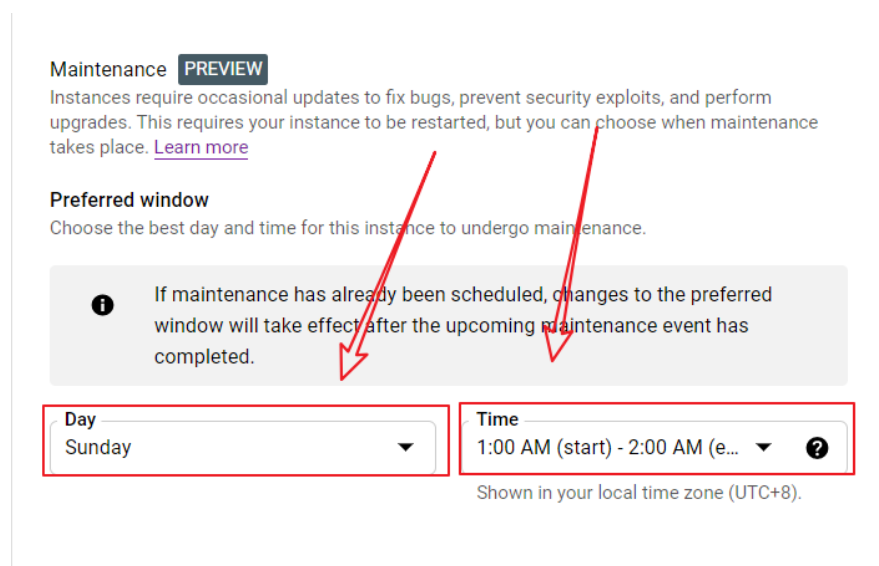 Maintenance PREVIEW
Instances require occasional updates to fix bugs, prevent security exploits, and perform
upgrades. This requires your instance to be restarted, but you can choose when maintenance
takes place. Learn more
Preferred window
Choose the best day and time for this instance to undergo maintenance.
If maintenance has already been scheduled, changes to the preferred
window will take effect after the upcoming maintenance event has
completed.
Day
Sunday
Time
1:00 AM (start) - 2:00 AM (e...
Shown in your local time zone (UTC+8).